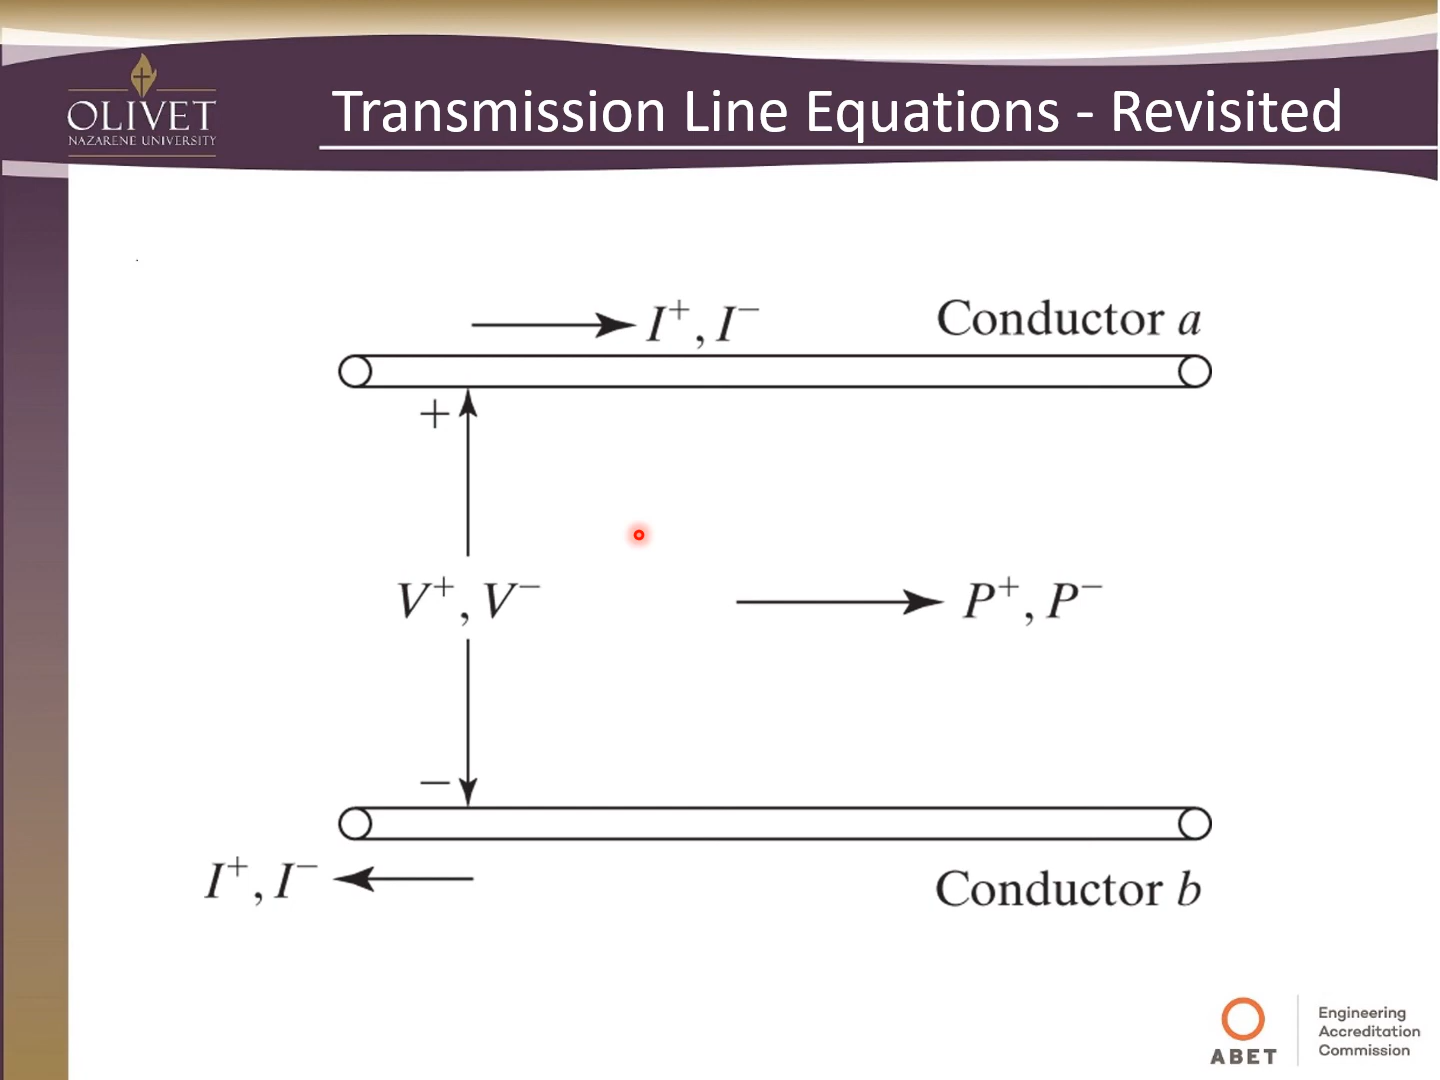 OLIVET
NAZARENE UNIVERSITY
Transmission Line Equations - Revisited
I⁺, I⁻
Conductor a
+
V⁺, V⁻
P⁺, P⁻
−
I⁺, I⁻
Conductor b
ABET
Engineering
Accreditation
Commission